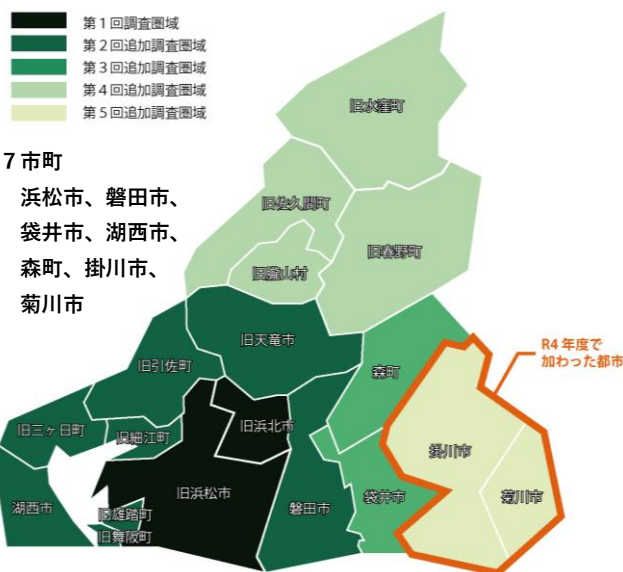 第1回調査圏域
第2回追加調査圏域
第3回追加調査圏域
第4回追加調査圏域
第5回追加調査圏域
7市町
浜松市、磐田市、
袋井市、湖西市、
森町、掛川市、
菊川市
旧水窪町
旧佐久間町
旧春野町
旧龍山村
旧天竜市
R4年度で
加わった都市
旧引佐町
森町
旧三ヶ日町
旧細江町
旧浜北市
掛川市
旧浜松市
袋井市
菊川市
湖西市
旧雄踏町
磐田市
旧舞阪町